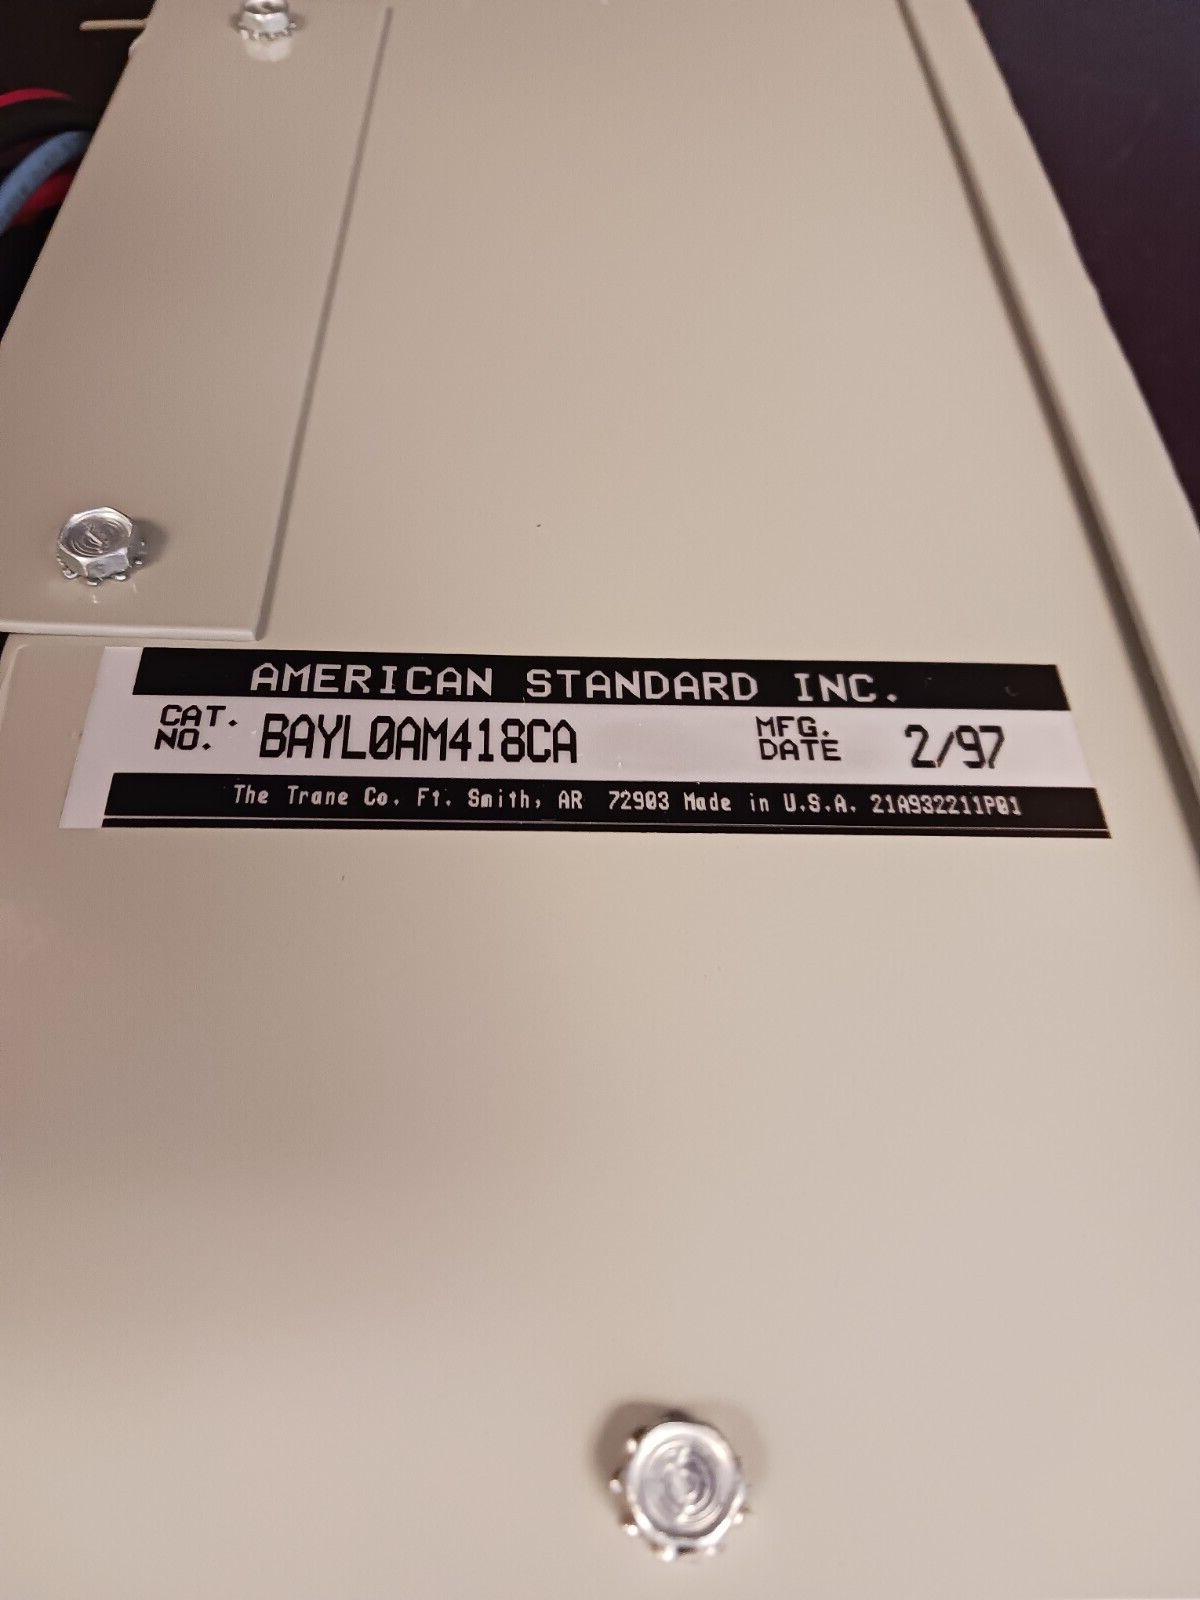 AMERICAN STANDARD INC.
CAT. NO. BAYL0AM418CA MFG. DATE 2/97
The Trane Co. Ft. Smith, AR 72903 Made in U.S.A. 21A932211P01